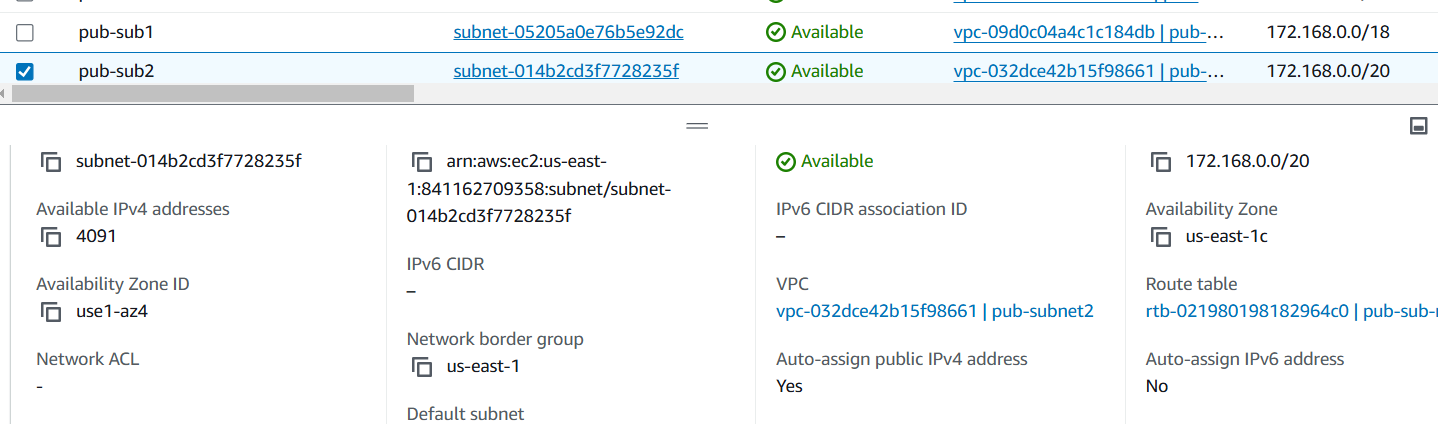 pub-sub1 subnet-05205a0e76b5e92dc Available vpc-09d0c04a4c1c184db | pub-… 172.168.0.0/18
pub-sub2 subnet-014b2cd3f7728235f Available vpc-032dce42b15f98661 | pub-… 172.168.0.0/20
subnet-014b2cd3f7728235f
Available IPv4 addresses
4091
Availability Zone ID
use1-az4
Network ACL
-
arn:aws:ec2:us-east-
1:841162709358:subnet/subnet-
014b2cd3f7728235f
IPv6 CIDR
–
Network border group
us-east-1
Default subnet
Available
IPv6 CIDR association ID
–
VPC
vpc-032dce42b15f98661 | pub-subnet2
Auto-assign public IPv4 address
Yes
172.168.0.0/20
Availability Zone
us-east-1c
Route table
rtb-021980198182964c0 | pub-sub-
Auto-assign IPv6 address
No